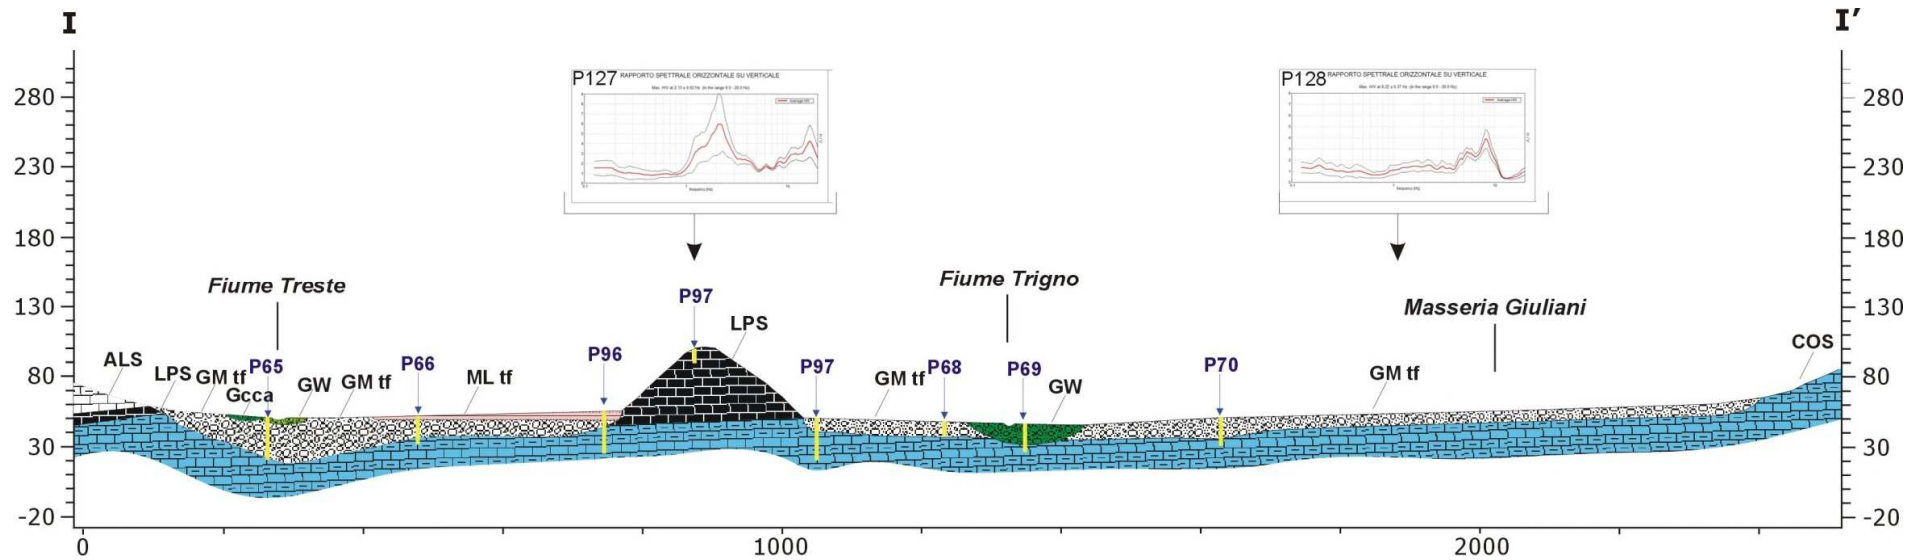 I I'
P127 RAPPORTO SPETTRALE ORIZZONTALE SU VERTICALE
P128 RAPPORTO SPETTRALE ORIZZONTALE SU VERTICALE
280 280
230 230
180 180
Fiume Treste
Fiume Trigno
130 130
P97
Masseria Giuliani
LPS
COS
ALS
P96
LPS
GM tf
P65
P66
GM tf
ML tf
P97
GM tf
P68
P69
P70
GM tf
80 80
Gcca
GW
GW
30 30
-20 -20
0 1000 2000